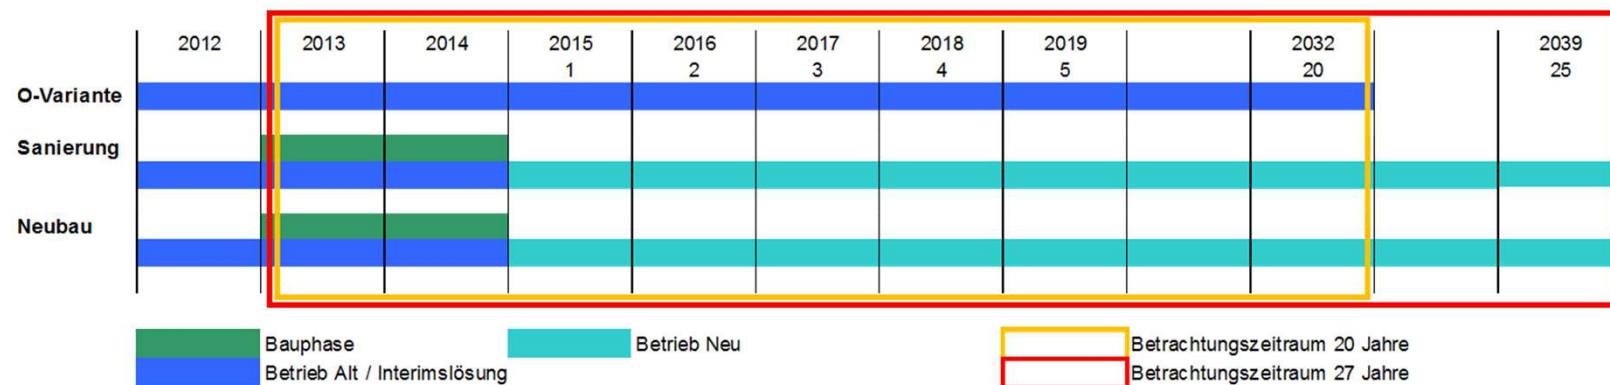 2012 2013 2014 2015 2016 2017 2018 2019 2032 2039
1 2 3 4 5 20 25
O-Variante
Sanierung
Neubau
Bauphase Betrieb Neu Betrachtungszeitraum 20 Jahre
Betrieb Alt / Interimslösung Betrachtungszeitraum 27 Jahre